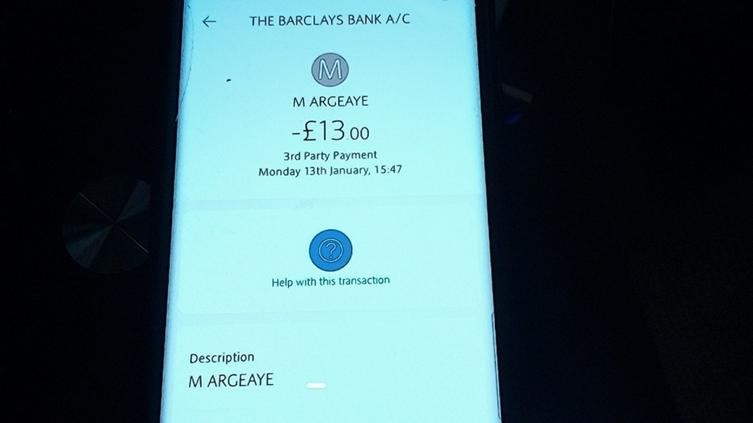 THE BARCLAYS BANK A/C
M
M ARGEAYE
-£13.00
3rd Party Payment
Monday 13th January, 15:47
?
Help with this transaction
Description
M ARGEAYE